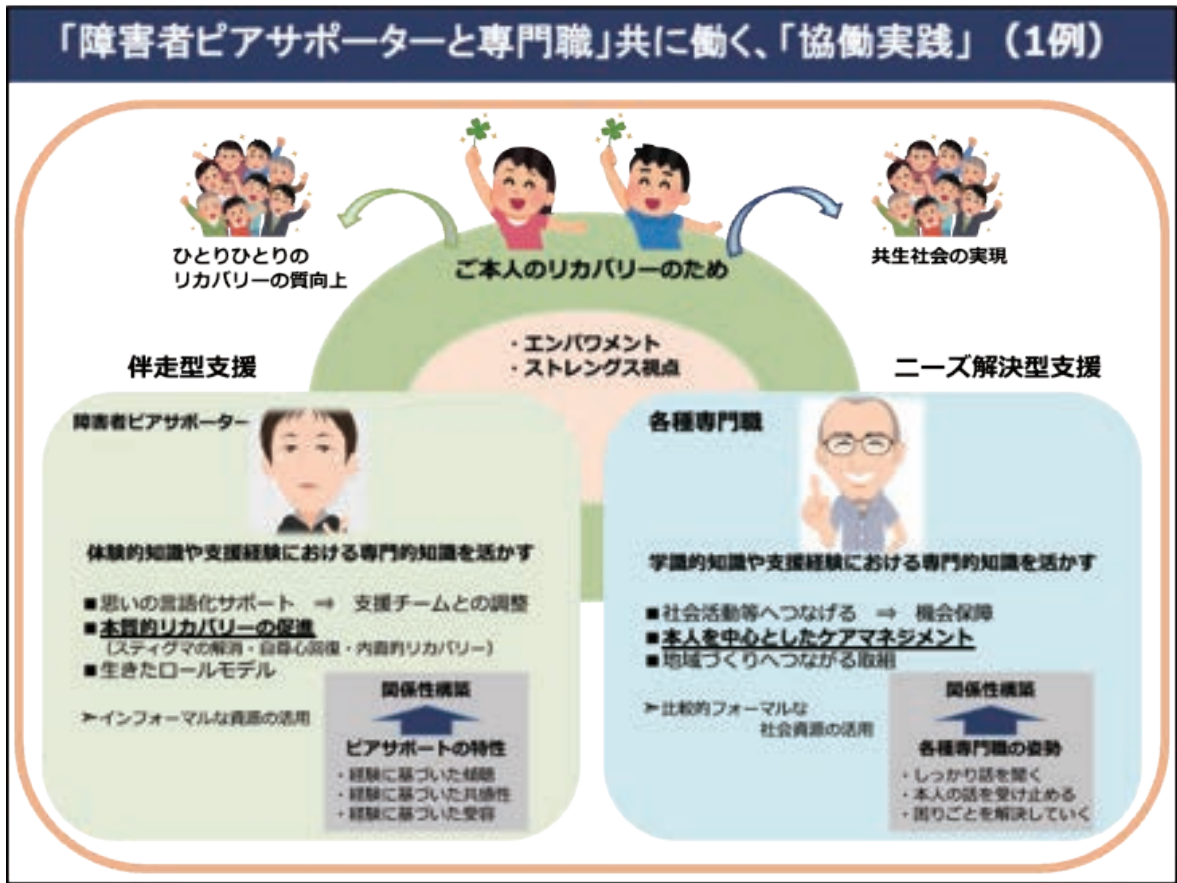 「障害者ピアサポーターと専門職」共に働く、「協働実践」（1例）
ひとりひとりの
リカバリーの質向上
ご本人のリカバリーのため
共生社会の実現
・エンパワメント
・ストレングス視点
伴走型支援
ニーズ解決型支援
障害者ピアサポーター
体験的知識や支援経験における専門的知識を活かす
■思いの言語化サポート ⇒ 支援チームとの調整
■本質的リカバリーの促進
（スティグマの解消・自尊心回復・内面的リカバリー）
■生きたロールモデル
➣インフォーマルな資源の活用
関係性構築
ピアサポートの特性
・経験に基づいた傾聴
・経験に基づいた共感性
・経験に基づいた受容
各種専門職
学識的知識や支援経験における専門的知識を活かす
■社会活動等へつなげる ⇒ 機会保障
■本人を中心としたケアマネジメント
■地域づくりへつながる取組
➣比較的フォーマルな
社会資源の活用
関係性構築
各種専門職の姿勢
・しっかり話を聞く
・本人の話を受け止める
・困りごとを解決していく